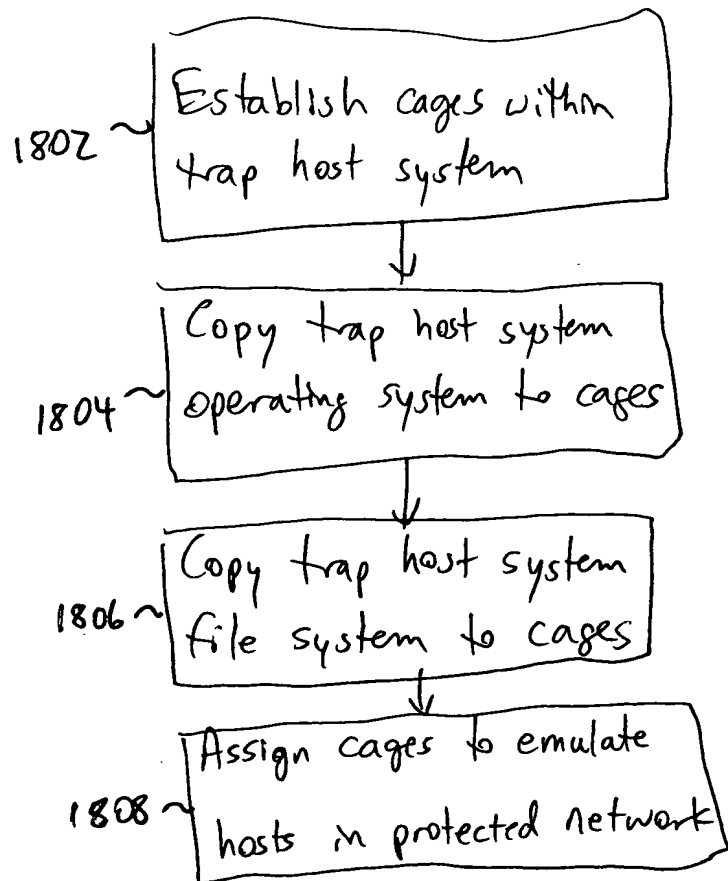 Establish cages within
1802
trap host system
Copy trap host system
1804
operating system to cages
Copy trap host system
1806
file system to cages
Assign cages to emulate
1808
hosts in protected network